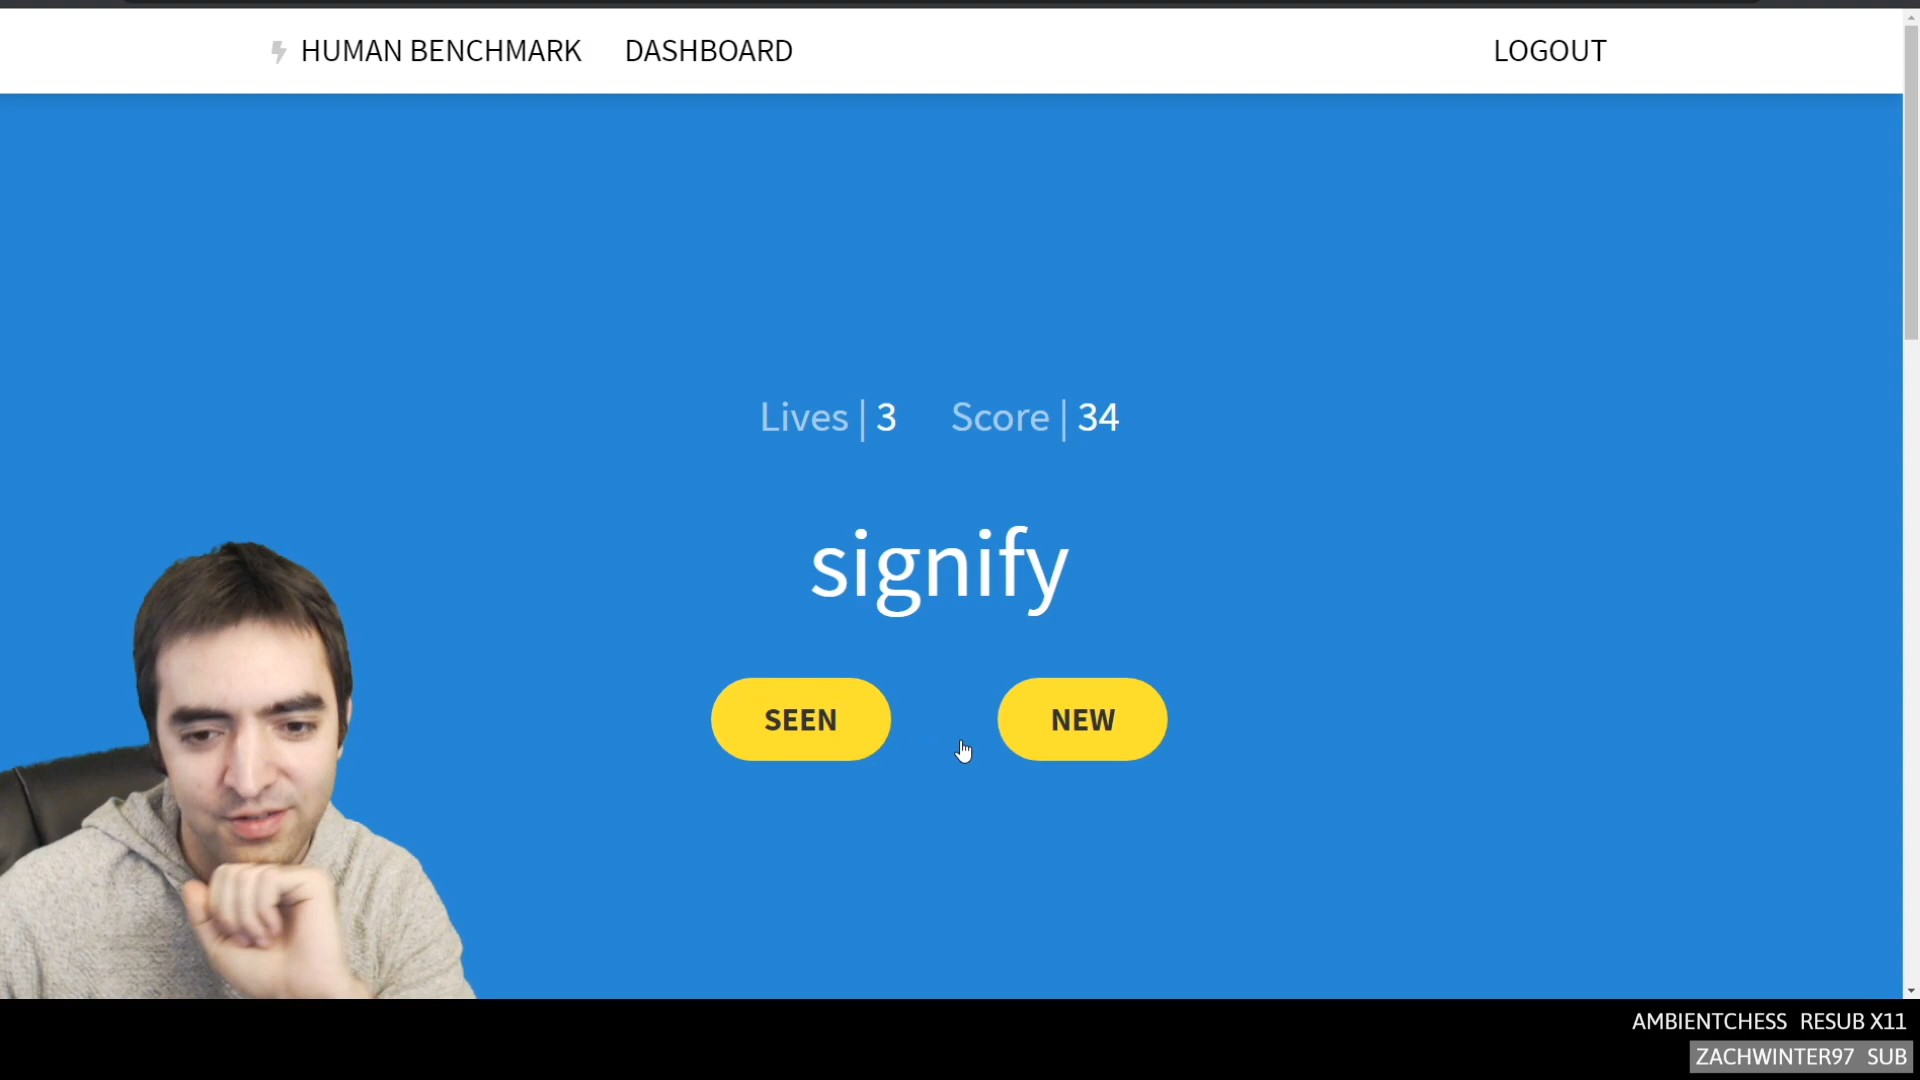 HUMAN BENCHMARK DASHBOARD LOGOUT
Lives | 3 Score | 34
signify
SEEN NEW
AMBIENTCHESS RESUB X11
ZACHWINTER97 SUB